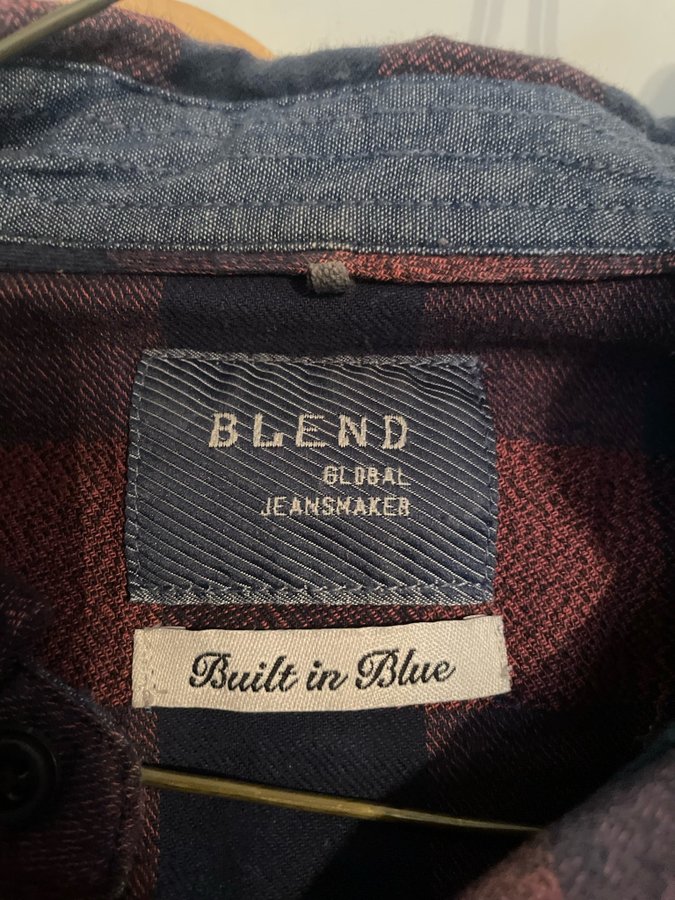 BLEND
GLOBAL
JEANSMAKER
Built in Blue